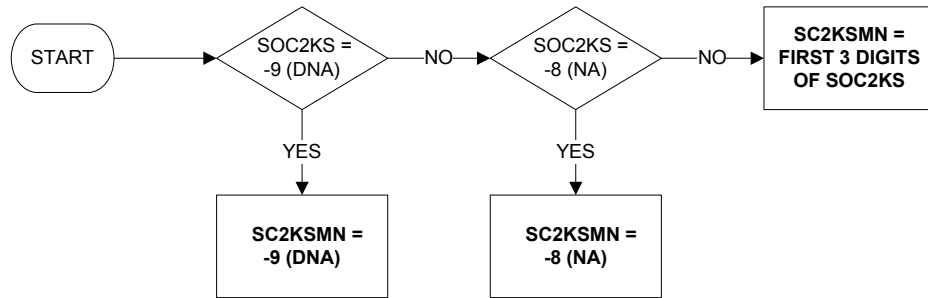 START
SOC2KS =
-9 (DNA)
NO
SOC2KS =
-8 (NA)
NO
SC2KSMN =
FIRST 3 DIGITS
OF SOC2KS
YES
YES
SC2KSMN =
-9 (DNA)
SC2KSMN =
-8 (NA)